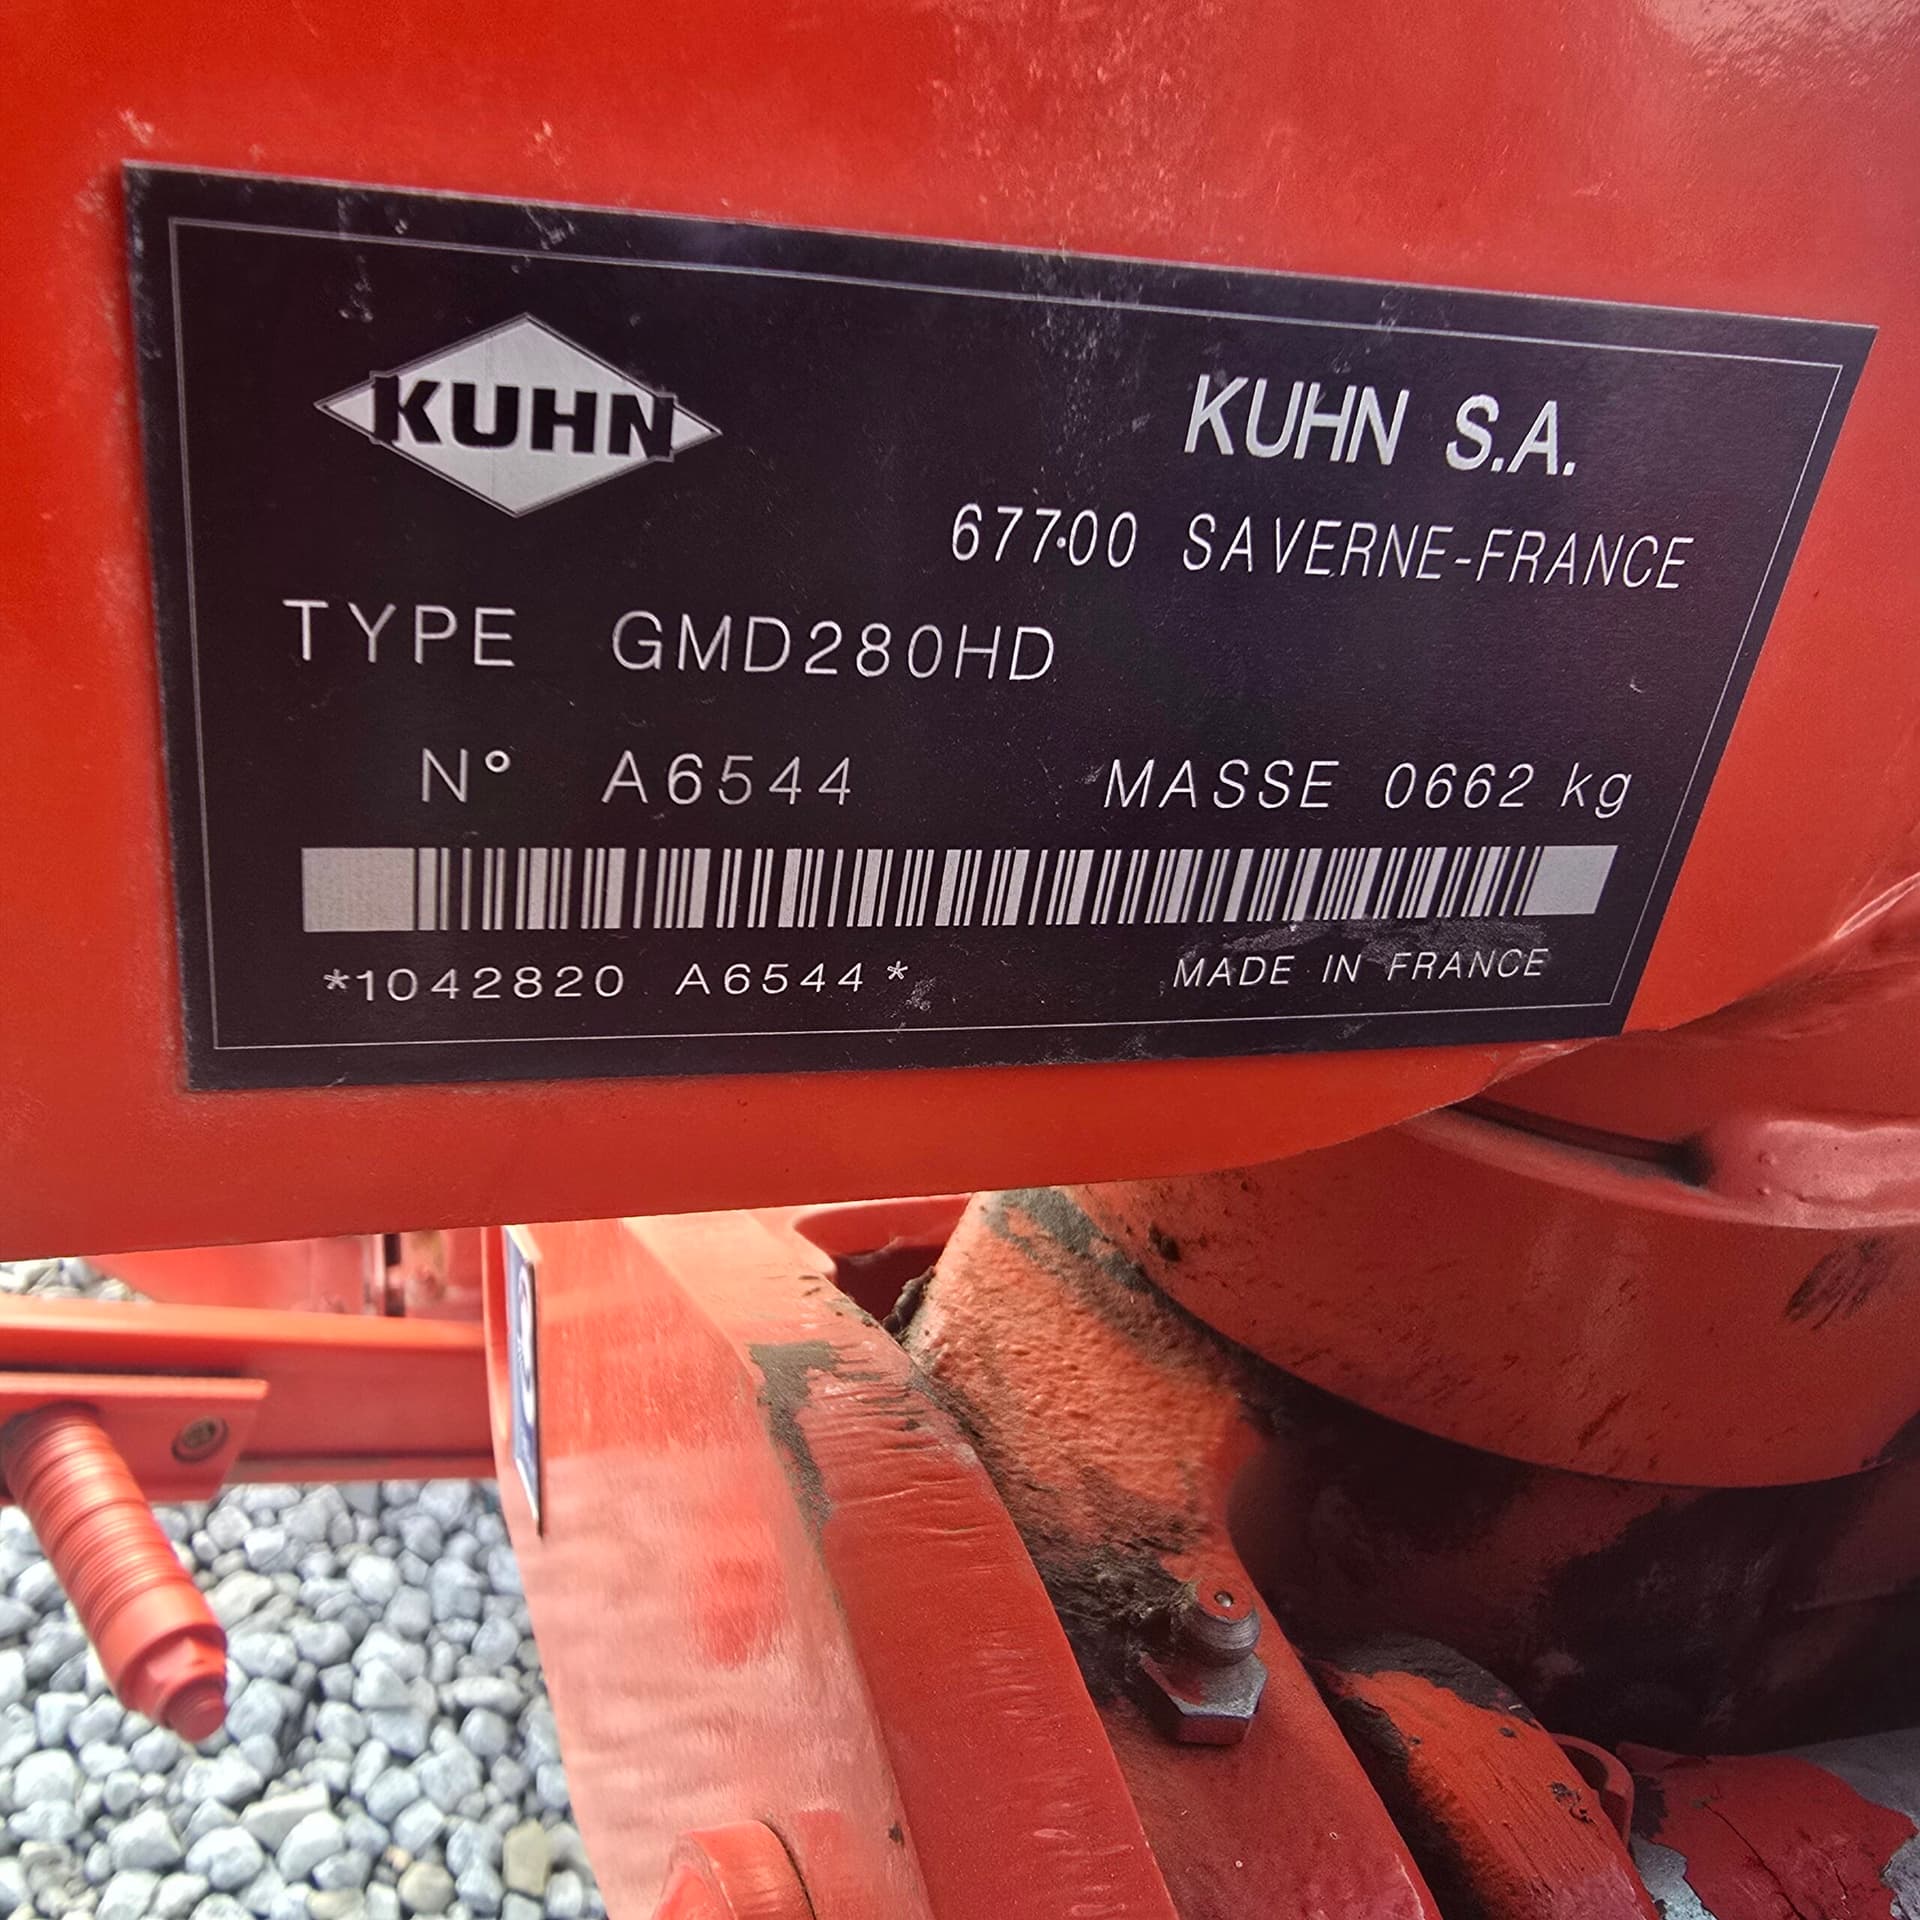 KUHN
KUHN S.A.
67700 SAVERNE-FRANCE
TYPE GMD280HD
N° A6544 MASSE 0662 kg
*1042820 A6544*
MADE IN FRANCE